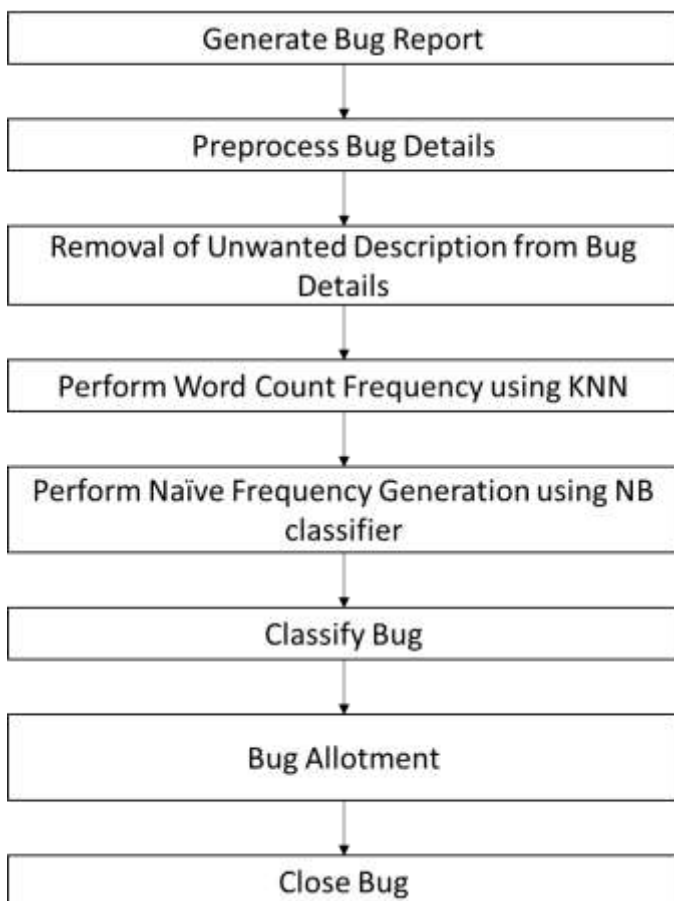 Generate Bug Report
Preprocess Bug Details
Removal of Unwanted Description from Bug
Details
Perform Word Count Frequency using KNN
Perform Naïve Frequency Generation using NB
classifier
Classify Bug
Bug Allotment
Close Bug